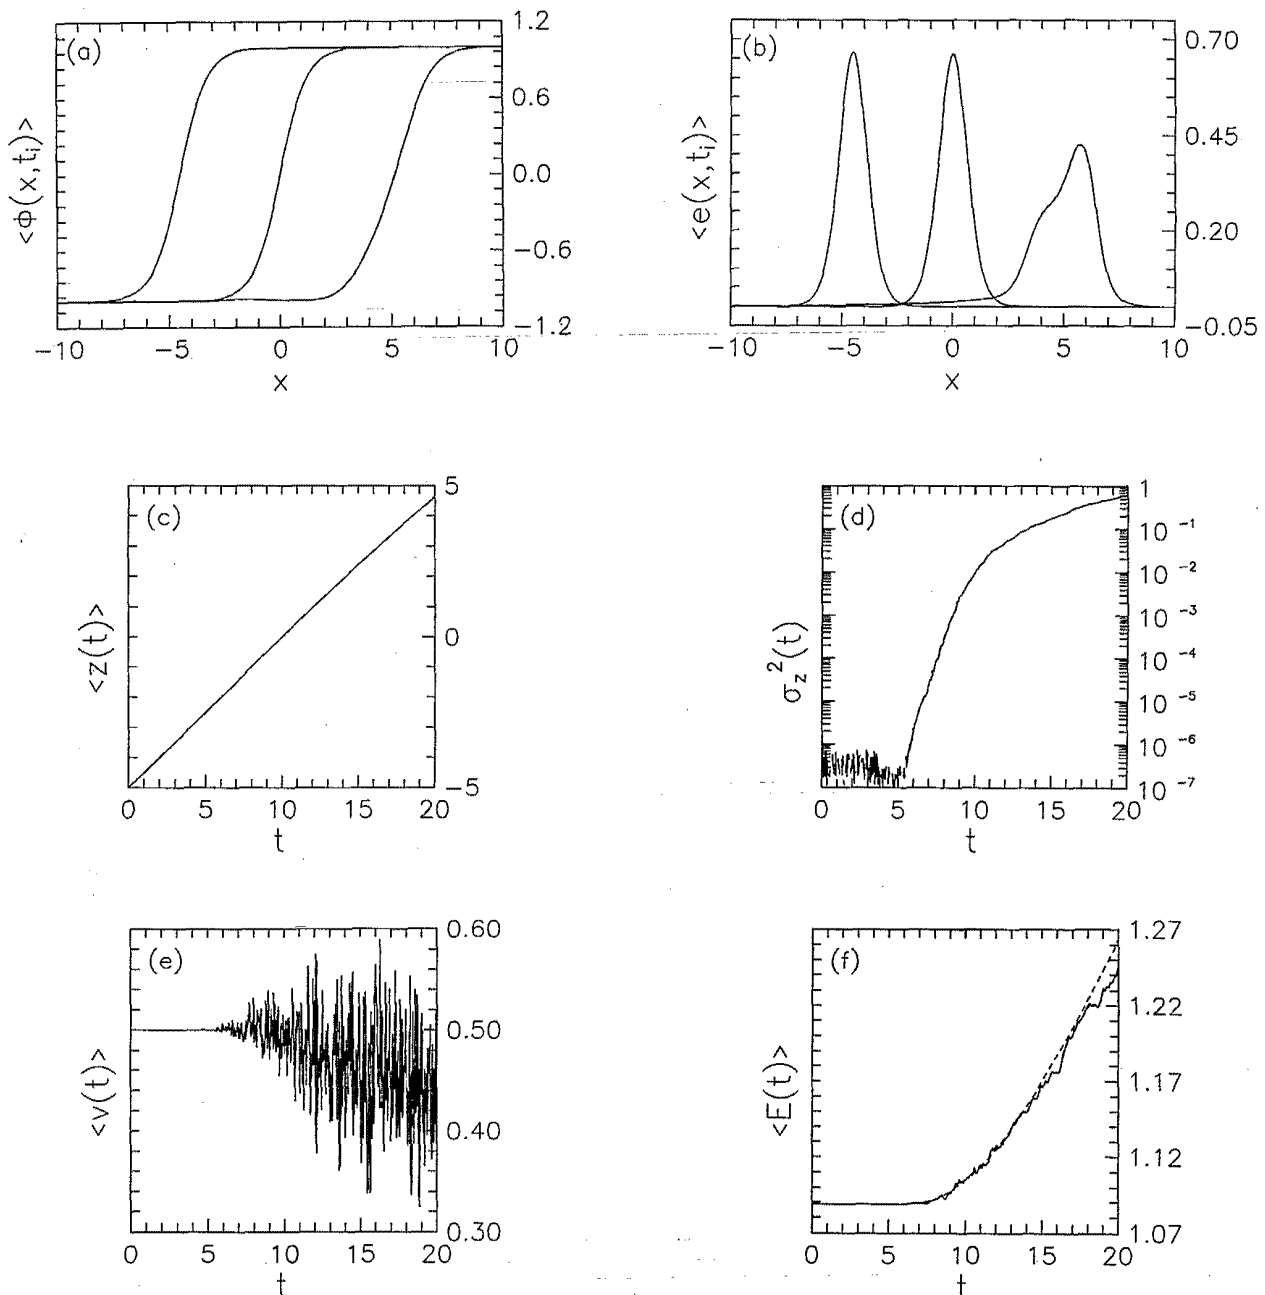 (a)
<ϕ(x,t_i)>
1.2
0.6
0.0
−0.6
−1.2
−10 −5 0 5 10
x
(b)
<e(x,t_i)>
0.70
0.45
0.20
−0.05
−10 −5 0 5 10
x
(c)
<z(t)>
5
0
−5
0 5 10 15 20
t
(d)
σ_z²(t)
1
10⁻¹
10⁻²
10⁻³
10⁻⁴
10⁻⁵
10⁻⁶
10⁻⁷
0 5 10 15 20
t
(e)
<v(t)>
0.60
0.50
0.40
0.30
0 5 10 15 20
t
(f)
<E(t)>
1.27
1.22
1.17
1.12
1.07
0 5 10 15 20
t